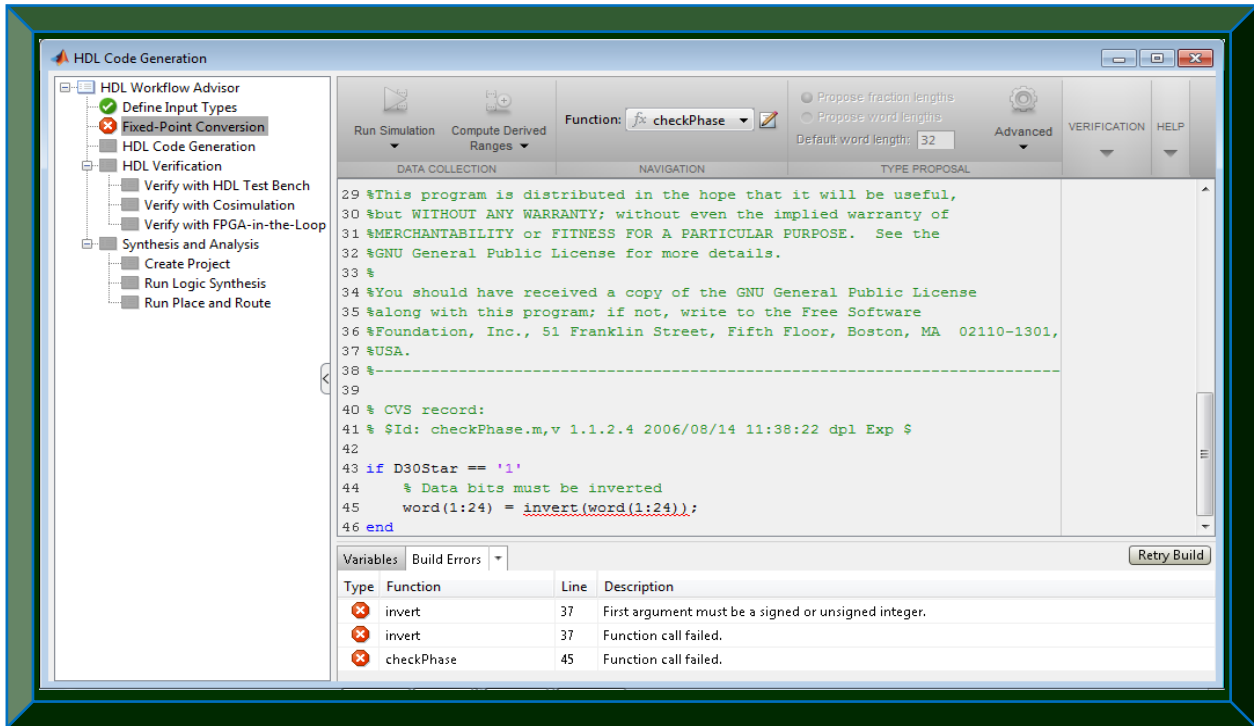 HDL Code Generation
HDL Workflow Advisor
Define Input Types
Fixed-Point Conversion
HDL Code Generation
HDL Verification
Verify with HDL Test Bench
Verify with Cosimulation
Verify with FPGA-in-the-Loop
Synthesis and Analysis
Create Project
Run Logic Synthesis
Run Place and Route
Run Simulation
Compute Derived
Ranges
DATA COLLECTION
Function: fx checkPhase
NAVIGATION
Propose fraction lengths
Propose word lengths
Default word length: 32
Advanced
TYPE PROPOSAL
VERIFICATION
HELP
29 %This program is distributed in the hope that it will be useful,
30 %but WITHOUT ANY WARRANTY; without even the implied warranty of
31 %MERCHANTABILITY or FITNESS FOR A PARTICULAR PURPOSE.  See the
32 %GNU General Public License for more details.
33 %
34 %You should have received a copy of the GNU General Public License
35 %along with this program; if not, write to the Free Software
36 %Foundation, Inc., 51 Franklin Street, Fifth Floor, Boston, MA  02110-1301,
37 %USA.
38 %--------------------------------------------------------------------------
39
40 % CVS record:
41 % $Id: checkPhase.m,v 1.1.2.4 2006/08/14 11:38:22 dpl Exp $
42
43 if D30Star == '1'
44     % Data bits must be inverted
45     word(1:24) = invert(word(1:24));
46 end
Variables Build Errors
Retry Build
Type Function Line Description
invert 37 First argument must be a signed or unsigned integer.
invert 37 Function call failed.
checkPhase 45 Function call failed.